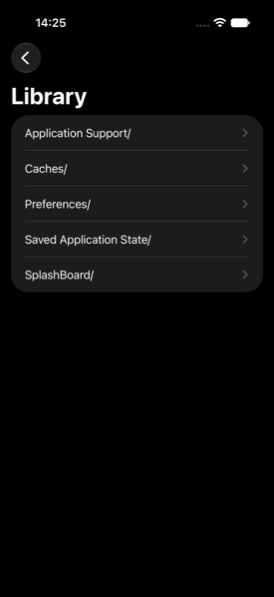 14:25
Library
Application Support/
Caches/
Preferences/
Saved Application State/
SplashBoard/